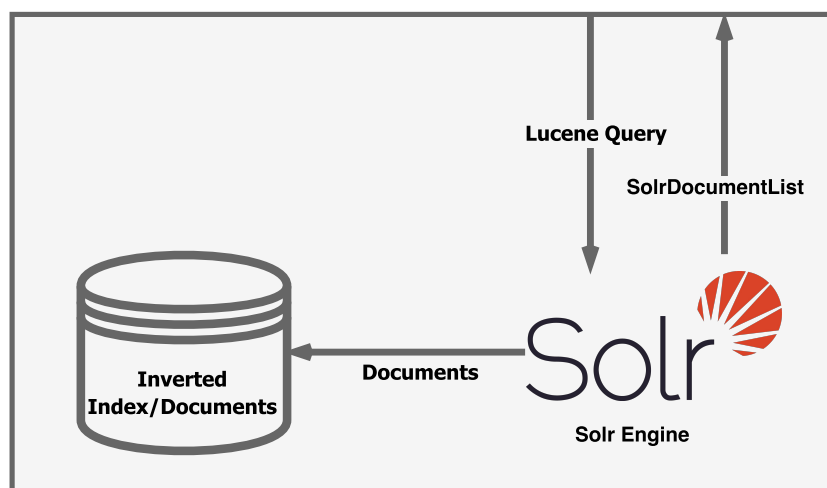 Lucene Query
SolrDocumentList
Inverted
Index/Documents
Documents
Solr
Solr Engine